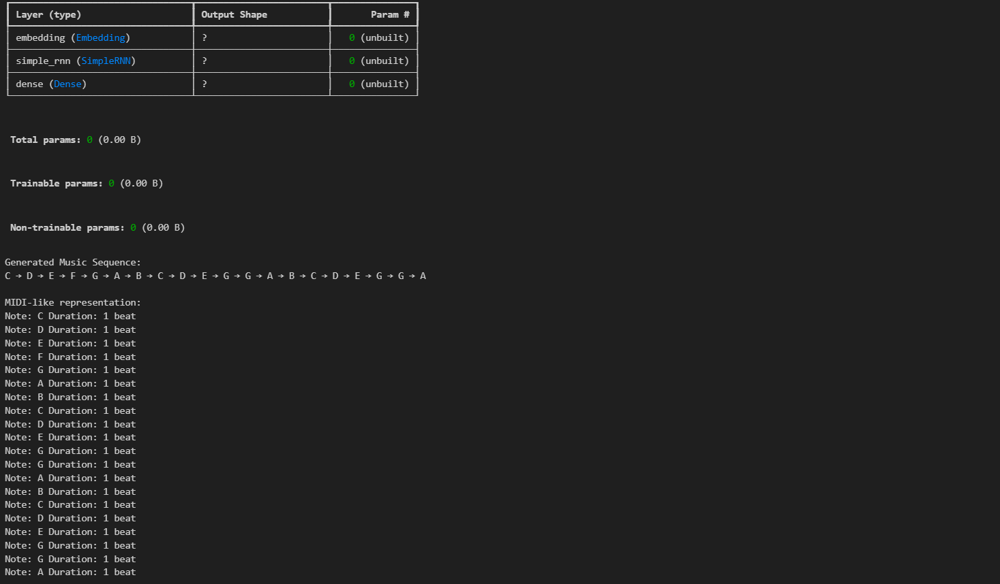 Layer (type) Output Shape Param #
embedding (Embedding) ? 0 (unbuilt)
simple_rnn (SimpleRNN) ? 0 (unbuilt)
dense (Dense) ? 0 (unbuilt)
Total params: 0 (0.00 B)
Trainable params: 0 (0.00 B)
Non-trainable params: 0 (0.00 B)
Generated Music Sequence:
C → D → E → F → G → A → B → C → D → E → G → G → A → B → C → D → E → G → G → A
MIDI-like representation:
Note: C Duration: 1 beat
Note: D Duration: 1 beat
Note: E Duration: 1 beat
Note: F Duration: 1 beat
Note: G Duration: 1 beat
Note: A Duration: 1 beat
Note: B Duration: 1 beat
Note: C Duration: 1 beat
Note: D Duration: 1 beat
Note: E Duration: 1 beat
Note: G Duration: 1 beat
Note: G Duration: 1 beat
Note: A Duration: 1 beat
Note: B Duration: 1 beat
Note: C Duration: 1 beat
Note: D Duration: 1 beat
Note: E Duration: 1 beat
Note: G Duration: 1 beat
Note: G Duration: 1 beat
Note: A Duration: 1 beat